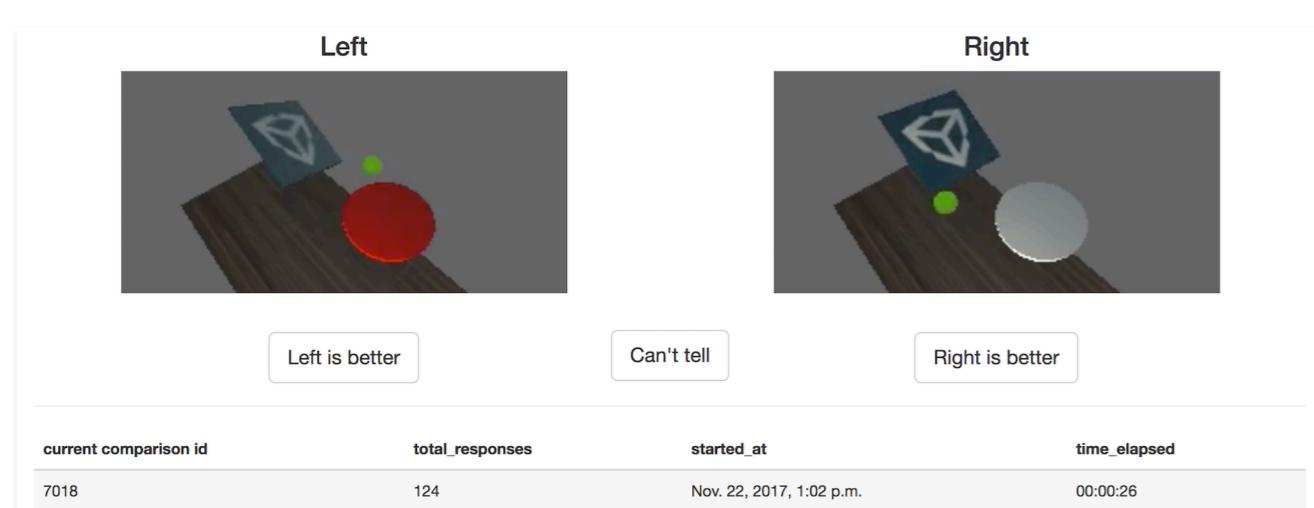 Left Right
Left is better Can't tell Right is better
current comparison id total_responses started_at time_elapsed
7018 124 Nov. 22, 2017, 1:02 p.m. 00:00:26